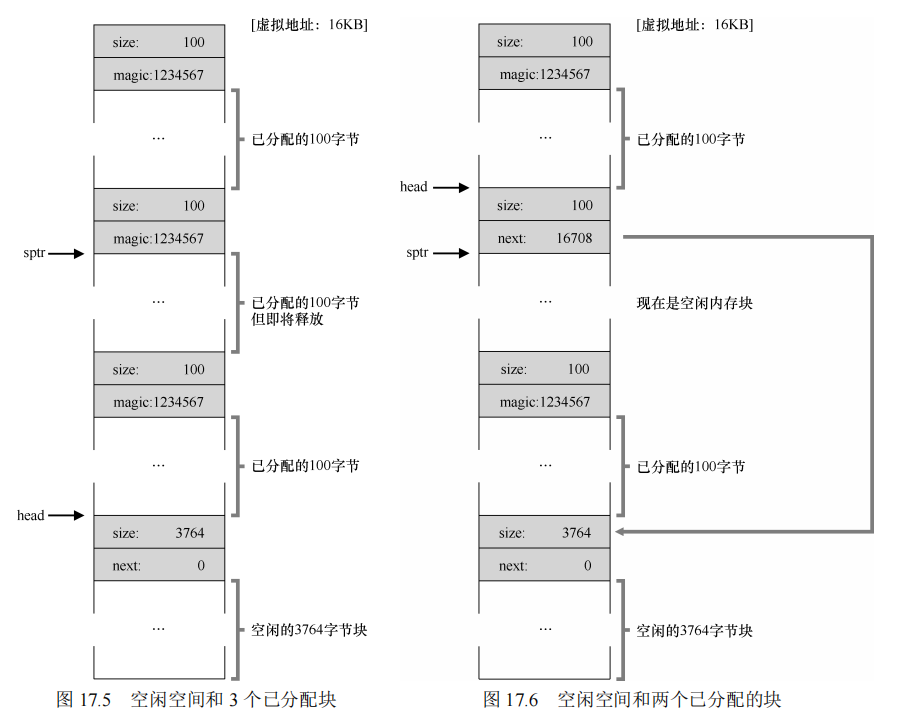 [虚拟地址：16KB]
size: 100
magic:1234567
...
已分配的100字节
size: 100
magic:1234567
sptr
...
已分配的100字节
但即将释放
size: 100
magic:1234567
...
已分配的100字节
head
size: 3764
next: 0
...
空闲的3764字节块
图 17.5 空闲空间和 3 个已分配块
[虚拟地址：16KB]
size: 100
magic:1234567
...
已分配的100字节
head
size: 100
next: 16708
sptr
...
现在是空闲内存块
size: 100
magic:1234567
...
已分配的100字节
size: 3764
next: 0
...
空闲的3764字节块
图 17.6 空闲空间和两个已分配的块